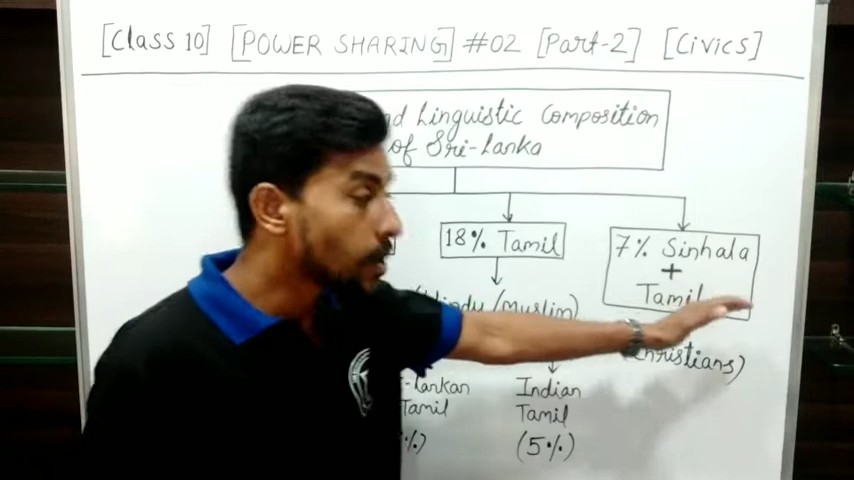 [Class 10] [POWER SHARING] #02 [Part-2] [Civics]
Linguistic Composition
of Sri-Lanka
18% Tamil
7% Sinhala
+
Tamil
(Hindu/Muslim)
(Christians)
Lankan
Tamil
Indian
Tamil
(5%)